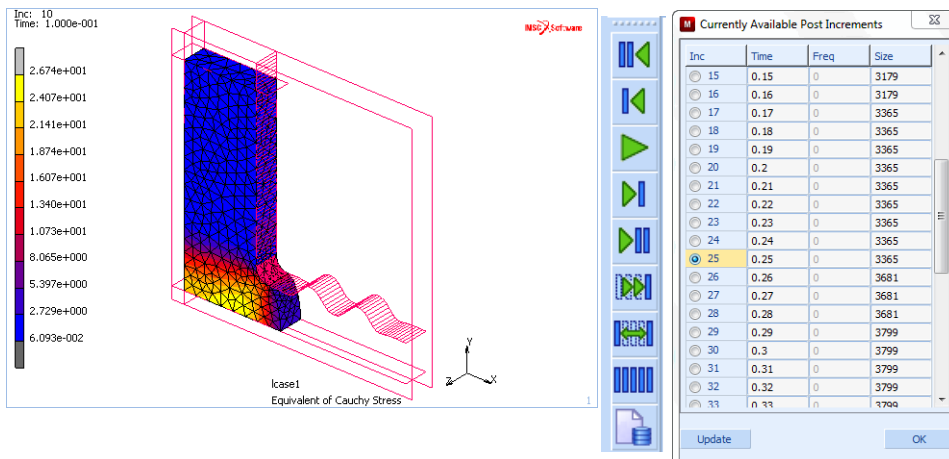 Inc: 10
Time: 1.000e-001
MSC Software
2.674e+001
2.407e+001
2.141e+001
1.874e+001
1.607e+001
1.340e+001
1.073e+001
8.065e+000
5.397e+000
2.729e+000
6.093e-002
Y
Z X
lcase1
Equivalent of Cauchy Stress
1
M Currently Available Post Increments
Inc Time Freq Size
15 0.15 0 3179
16 0.16 0 3179
17 0.17 0 3365
18 0.18 0 3365
19 0.19 0 3365
20 0.2 0 3365
21 0.21 0 3365
22 0.22 0 3365
23 0.23 0 3365
24 0.24 0 3365
25 0.25 0 3365
26 0.26 0 3681
27 0.27 0 3681
28 0.28 0 3681
29 0.29 0 3799
30 0.3 0 3799
31 0.31 0 3799
32 0.32 0 3799
33 0.33 0 3799
Update OK